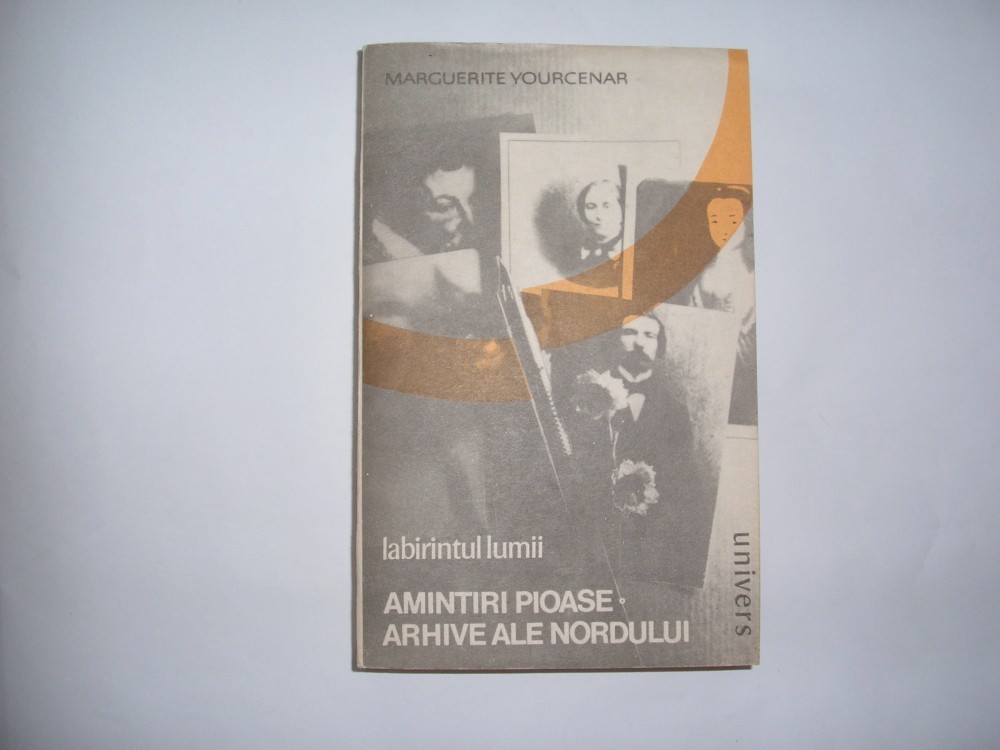 MARGUERITE YOURCENAR
labirintul lumii
AMINTIRI PIOASE •
ARHIVE ALE NORDULUI
univers